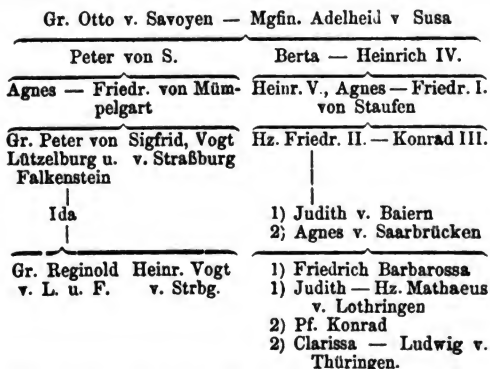 Gr. Otto v. Savoyen — Mgfin. Adelheid v Susa
Peter von S. Berta — Heinrich IV.
Agnes — Friedr. von Müm-
pelgart
Heinr. V., Agnes — Friedr. I.
von Staufen
Gr. Peter von
Lützelburg u.
Falkenstein
Sigfrid, Vogt
v. Straßburg
Hz. Friedr. II. — Konrad III.
Ida
1) Judith v. Baiern
2) Agnes v. Saarbrücken
Gr. Reginold
v. L. u. F.
Heinr. Vogt
v. Strbg.
1) Friedrich Barbarossa
1) Judith — Hz. Mathaeus
v. Lothringen
2) Pf. Konrad
2) Clarissa — Ludwig v.
Thüringen.